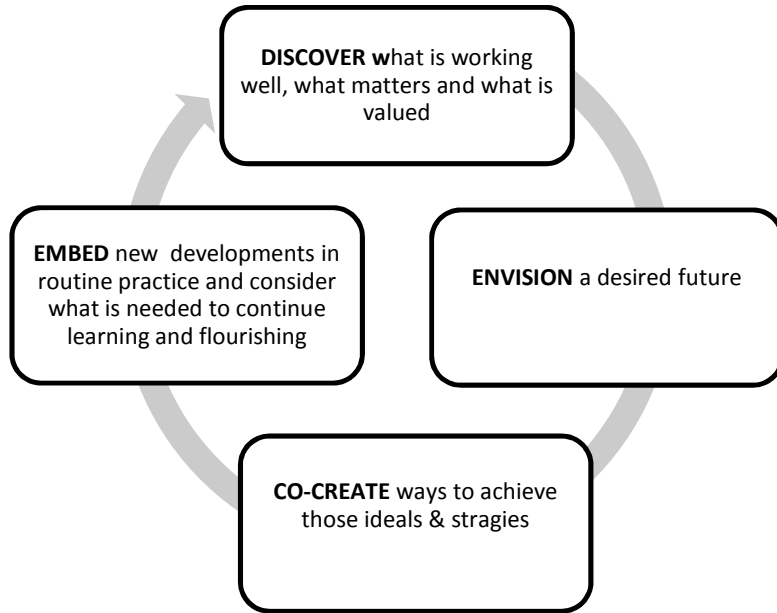 DISCOVER what is working
well, what matters and what is
valued
ENVISION a desired future
CO-CREATE ways to achieve
those ideals & stragies
EMBED new  developments in
routine practice and consider
what is needed to continue
learning and flourishing